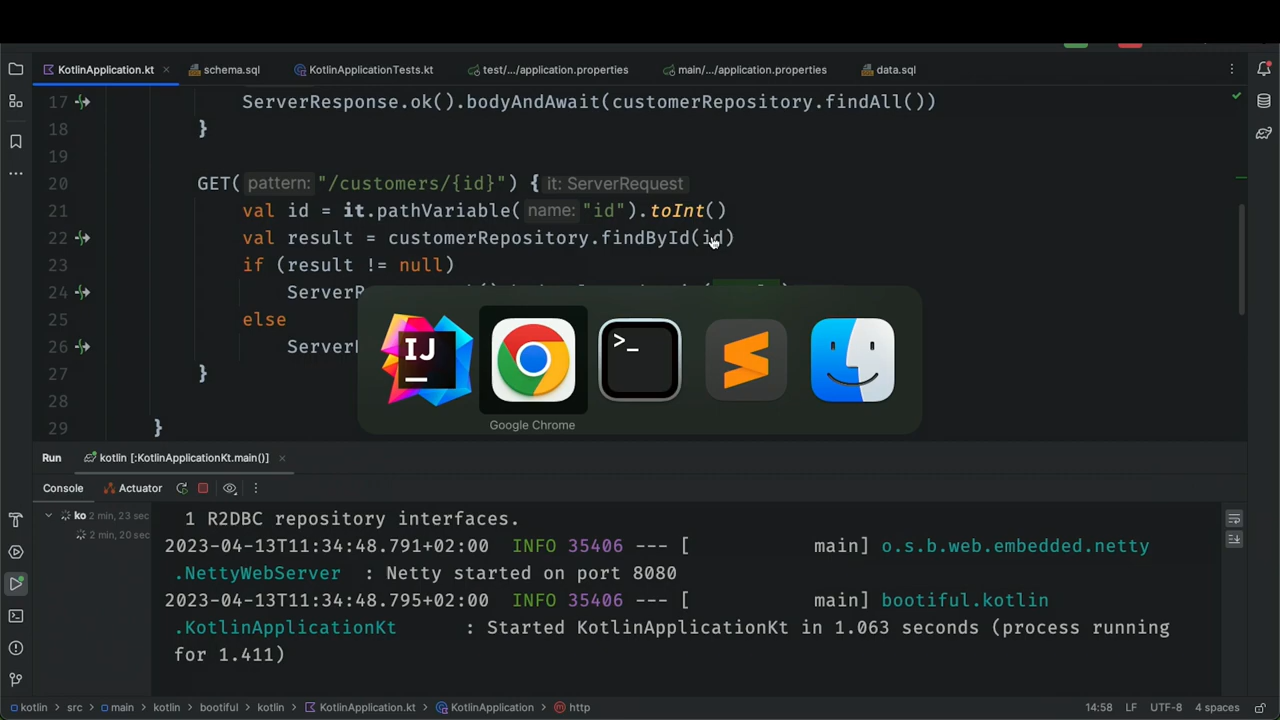 KotlinApplication.kt
schema.sql
KotlinApplicationTests.kt
test/.../application.properties
main/.../application.properties
data.sql
17 ServerResponse.ok().bodyAndAwait(customerRepository.findAll())
18 }
19
20 GET( pattern: "/customers/{id}") { it: ServerRequest
21 val id = it.pathVariable( name: "id").toInt()
22 val result = customerRepository.findById(id)
23 if (result != null)
24
25 else
26
27 }
28
29 }
IJ
>_
Google Chrome
Run kotlin [:KotlinApplicationKt.main()]
Console Actuator
ko 2 min, 23 sec
2 min, 20 sec
1 R2DBC repository interfaces.
2023-04-13T11:34:48.791+02:00 INFO 35406 --- [ main] o.s.b.web.embedded.netty
.NettyWebServer : Netty started on port 8080
2023-04-13T11:34:48.795+02:00 INFO 35406 --- [ main] bootiful.kotlin
.KotlinApplicationKt : Started KotlinApplicationKt in 1.063 seconds (process running
for 1.411)
kotlin > src > main > kotlin > bootiful > kotlin > KotlinApplication.kt > KotlinApplication > http
14:58 LF UTF-8 4 spaces